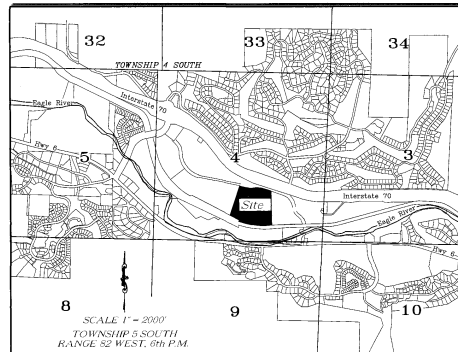 32
33
34
TOWNSHIP 4 SOUTH
Interstate 70
Eagle River
Hwy 6
5
4
3
Site
Interstate 70
Eagle River
Hwy 6
8
9
10
SCALE 1" = 2000'
TOWNSHIP 5 SOUTH
RANGE 82 WEST, 6th P.M.